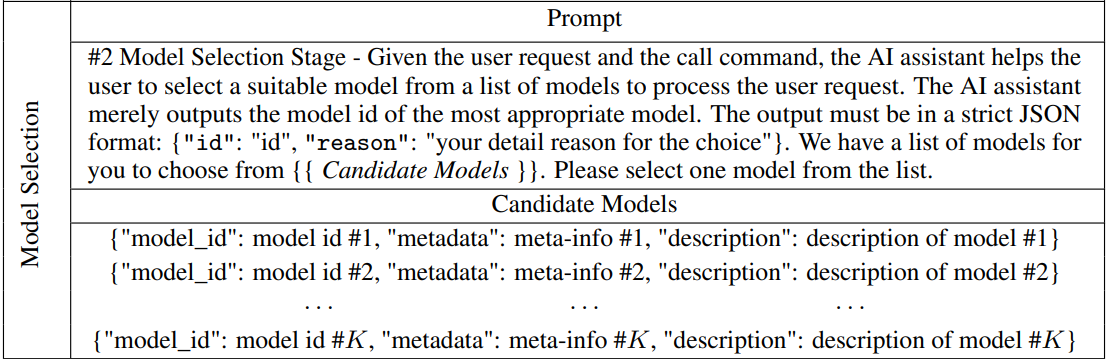 Model Selection
Prompt
#2 Model Selection Stage - Given the user request and the call command, the AI assistant helps the
user to select a suitable model from a list of models to process the user request. The AI assistant
merely outputs the model id of the most appropriate model. The output must be in a strict JSON
format: {"id": "id", "reason": "your detail reason for the choice"}. We have a list of models for
you to choose from {{ Candidate Models }}. Please select one model from the list.
Candidate Models
{"model_id": model id #1, "metadata": meta-info #1, "description": description of model #1}
{"model_id": model id #2, "metadata": meta-info #2, "description": description of model #2}
... ... ...
{"model_id": model id #K, "metadata": meta-info #K, "description": description of model #K}